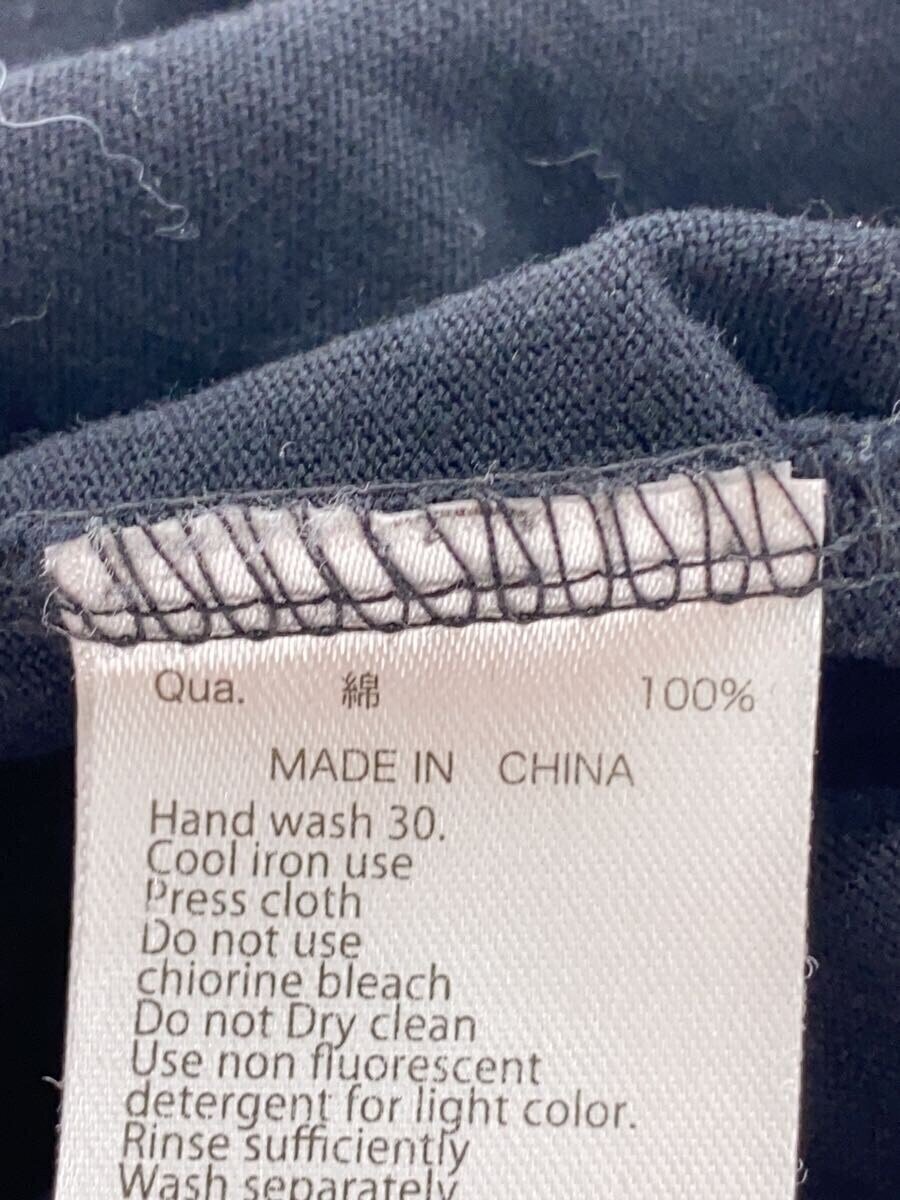 Qua. 綿 100%
MADE IN CHINA
Hand wash 30.
Cool iron use
Press cloth
Do not use
chiorine bleach
Do not Dry clean
Use non fluorescent
detergent for light color.
Rinse sufficiently
Wash separately